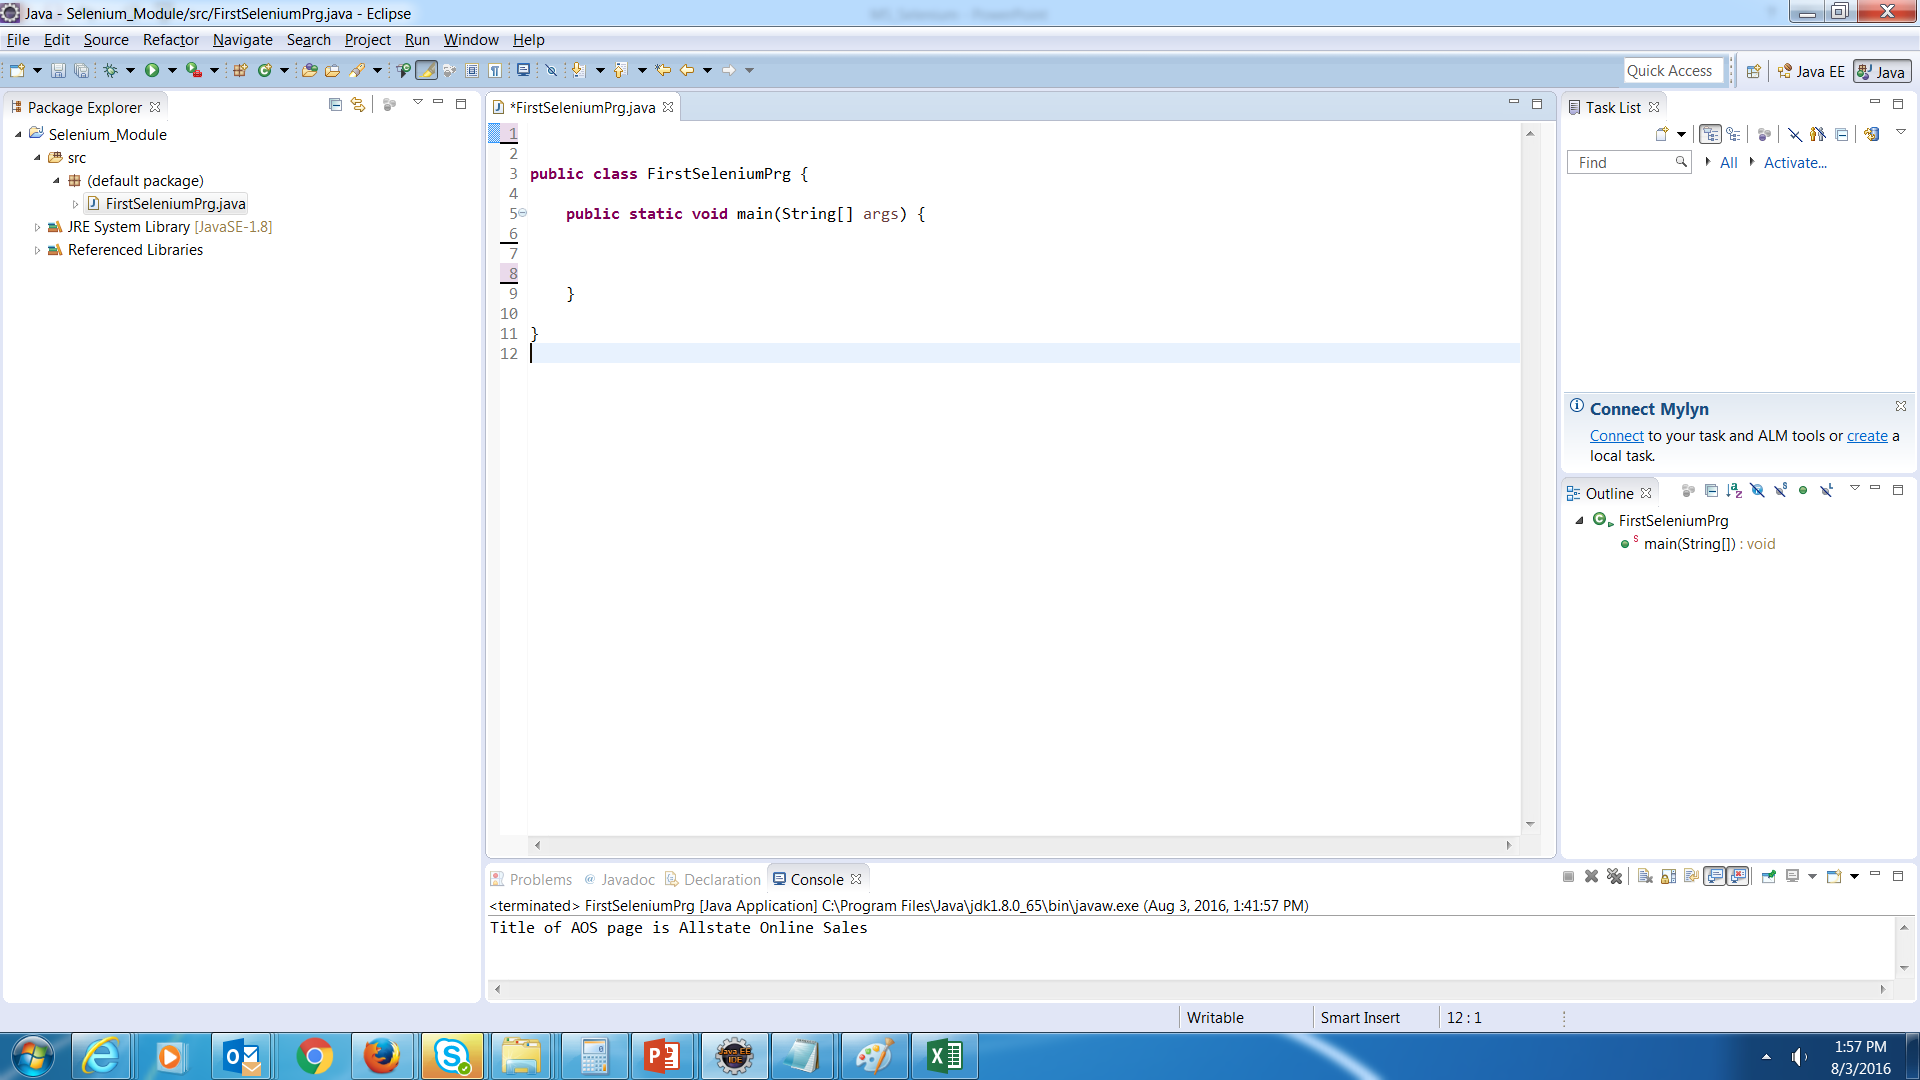 Java - Selenium_Module/src/FirstSeleniumPrg.java - Eclipse
File Edit Source Refactor Navigate Search Project Run Window Help
Quick Access
Java EE
Java
Package Explorer
Selenium_Module
src
(default package)
FirstSeleniumPrg.java
JRE System Library [JavaSE-1.8]
Referenced Libraries
*FirstSeleniumPrg.java
1
2
3 public class FirstSeleniumPrg {
4
5 public static void main(String[] args) {
6
7
8
9 }
10
11 }
12
Task List
Find
All
Activate...
Connect Mylyn
Connect to your task and ALM tools or create a
local task.
Outline
FirstSeleniumPrg
main(String[]) : void
Problems @ Javadoc Declaration Console
<terminated> FirstSeleniumPrg [Java Application] C:\Program Files\Java\jdk1.8.0_65\bin\javaw.exe (Aug 3, 2016, 1:41:57 PM)
Title of AOS page is Allstate Online Sales
Writable
Smart Insert
12 : 1
Java EE
IDE
1:57 PM
8/3/2016